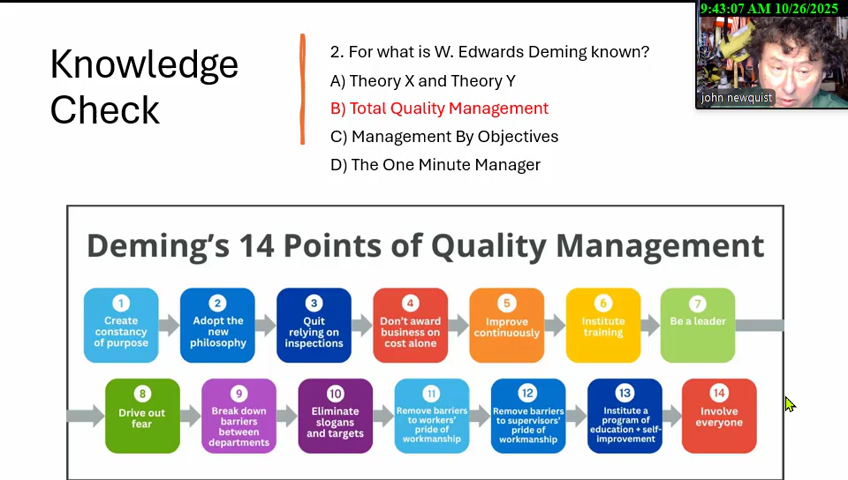 9:43:07 AM 10/26/2025
john newquist
Knowledge
Check
2. For what is W. Edwards Deming known?
A) Theory X and Theory Y
B) Total Quality Management
C) Management By Objectives
D) The One Minute Manager
Deming's 14 Points of Quality Management
1
Create
constancy
of purpose
2
Adopt the
new
philosophy
3
Quit
relying on
inspections
4
Don't award
business on
cost alone
5
Improve
continuously
6
Institute
training
7
Be a leader
8
Drive out
fear
9
Break down
barriers
between
departments
10
Eliminate
slogans
and targets
11
Remove barriers
to workers'
pride of
workmanship
12
Remove barriers
to supervisors'
pride of
workmanship
13
Institute a
program of
education + self-
improvement
14
Involve
everyone